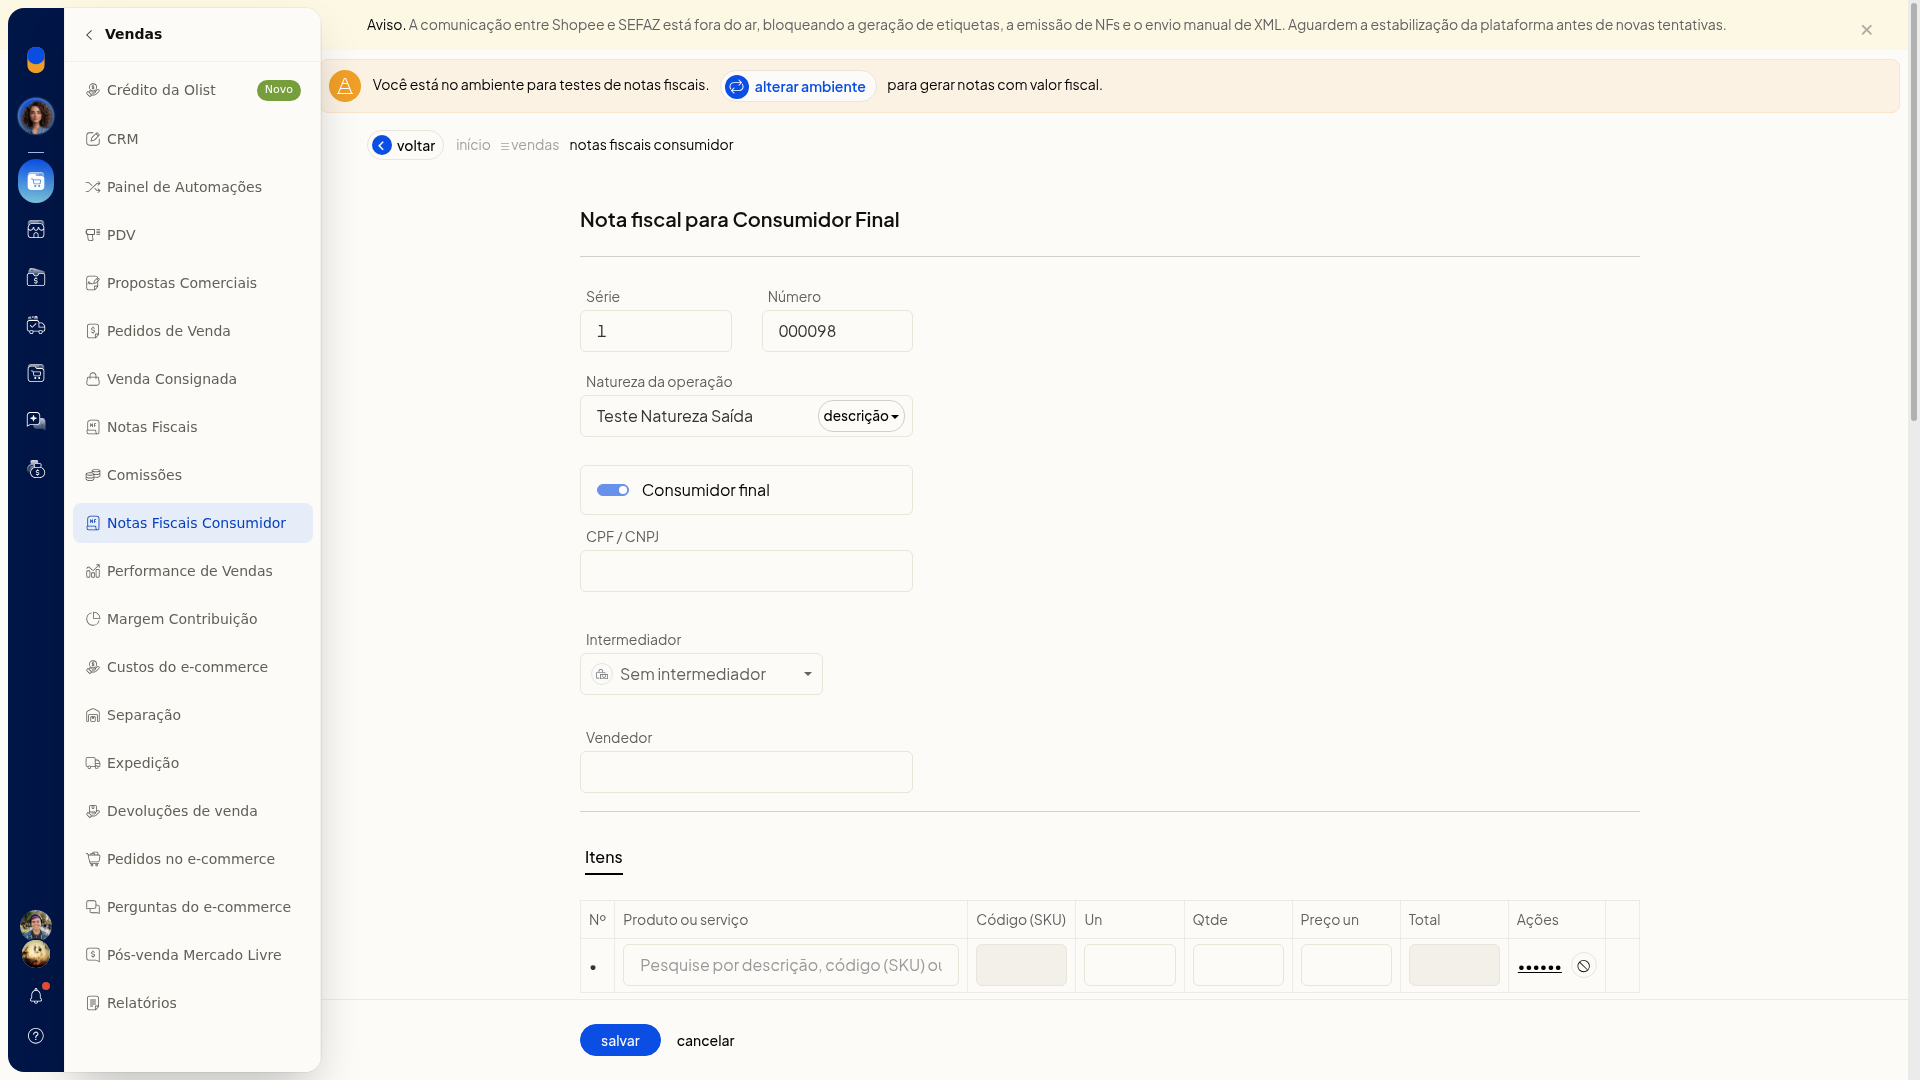 Vendas
Crédito da Olist
Novo
CRM
Painel de Automações
PDV
Propostas Comerciais
Pedidos de Venda
Venda Consignada
Notas Fiscais
Comissões
Notas Fiscais Consumidor
Performance de Vendas
Margem Contribuição
Custos do e-commerce
Separação
Expedição
Devoluções de venda
Pedidos no e-commerce
Perguntas do e-commerce
Pós-venda Mercado Livre
Relatórios
Aviso. A comunicação entre Shopee e SEFAZ está fora do ar, bloqueando a geração de etiquetas, a emissão de NFs e o envio manual de XML. Aguardem a estabilização da plataforma antes de novas tentativas.
Você está no ambiente para testes de notas fiscais. alterar ambiente para gerar notas com valor fiscal.
voltar início vendas notas fiscais consumidor
Nota fiscal para Consumidor Final
Série Número
1 000098
Natureza da operação
Teste Natureza Saída descrição
Consumidor final
CPF / CNPJ
Intermediador
Sem intermediador
Vendedor
Itens
Nº Produto ou serviço Código (SKU) Un Qtde Preço un Total Ações
Pesquise por descrição, código (SKU) ou
salvar cancelar